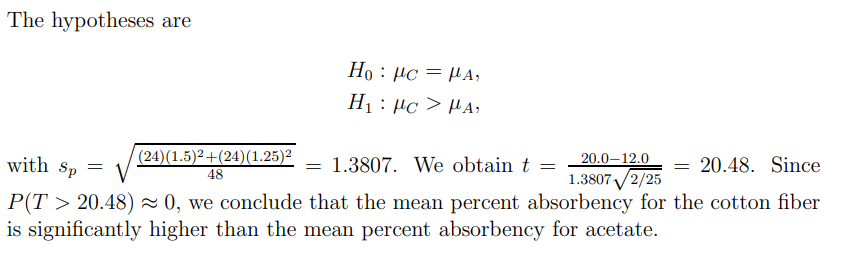 The hypotheses are
H₀ : μ_C = μ_A,
H₁ : μ_C > μ_A,
with s_p = √((24)(1.5)²+(24)(1.25)² / 48) = 1.3807. We obtain t = (20.0−12.0) / (1.3807√(2/25)) = 20.48. Since
P(T > 20.48) ≈ 0, we conclude that the mean percent absorbency for the cotton fiber
is significantly higher than the mean percent absorbency for acetate.